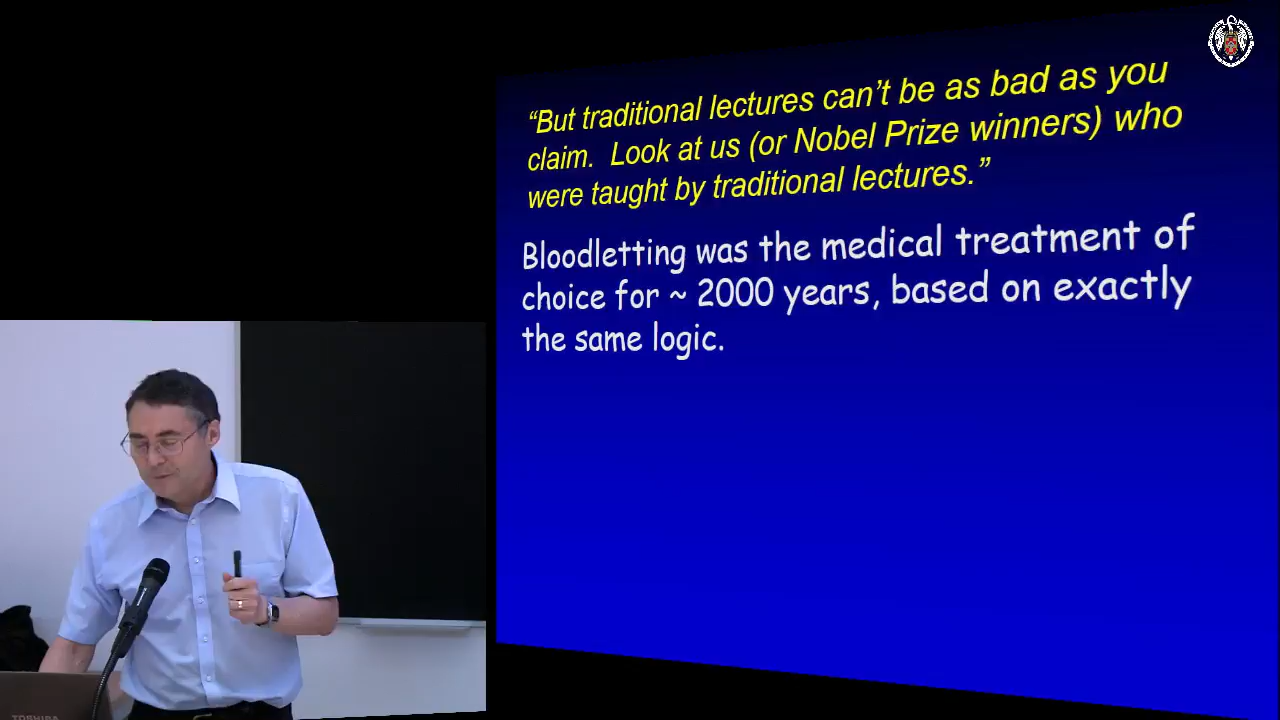 “But traditional lectures can’t be as bad as you
claim.  Look at us (or Nobel Prize winners) who
were taught by traditional lectures.”
Bloodletting was the medical treatment of
choice for ~ 2000 years, based on exactly
the same logic.
TOSHIBA